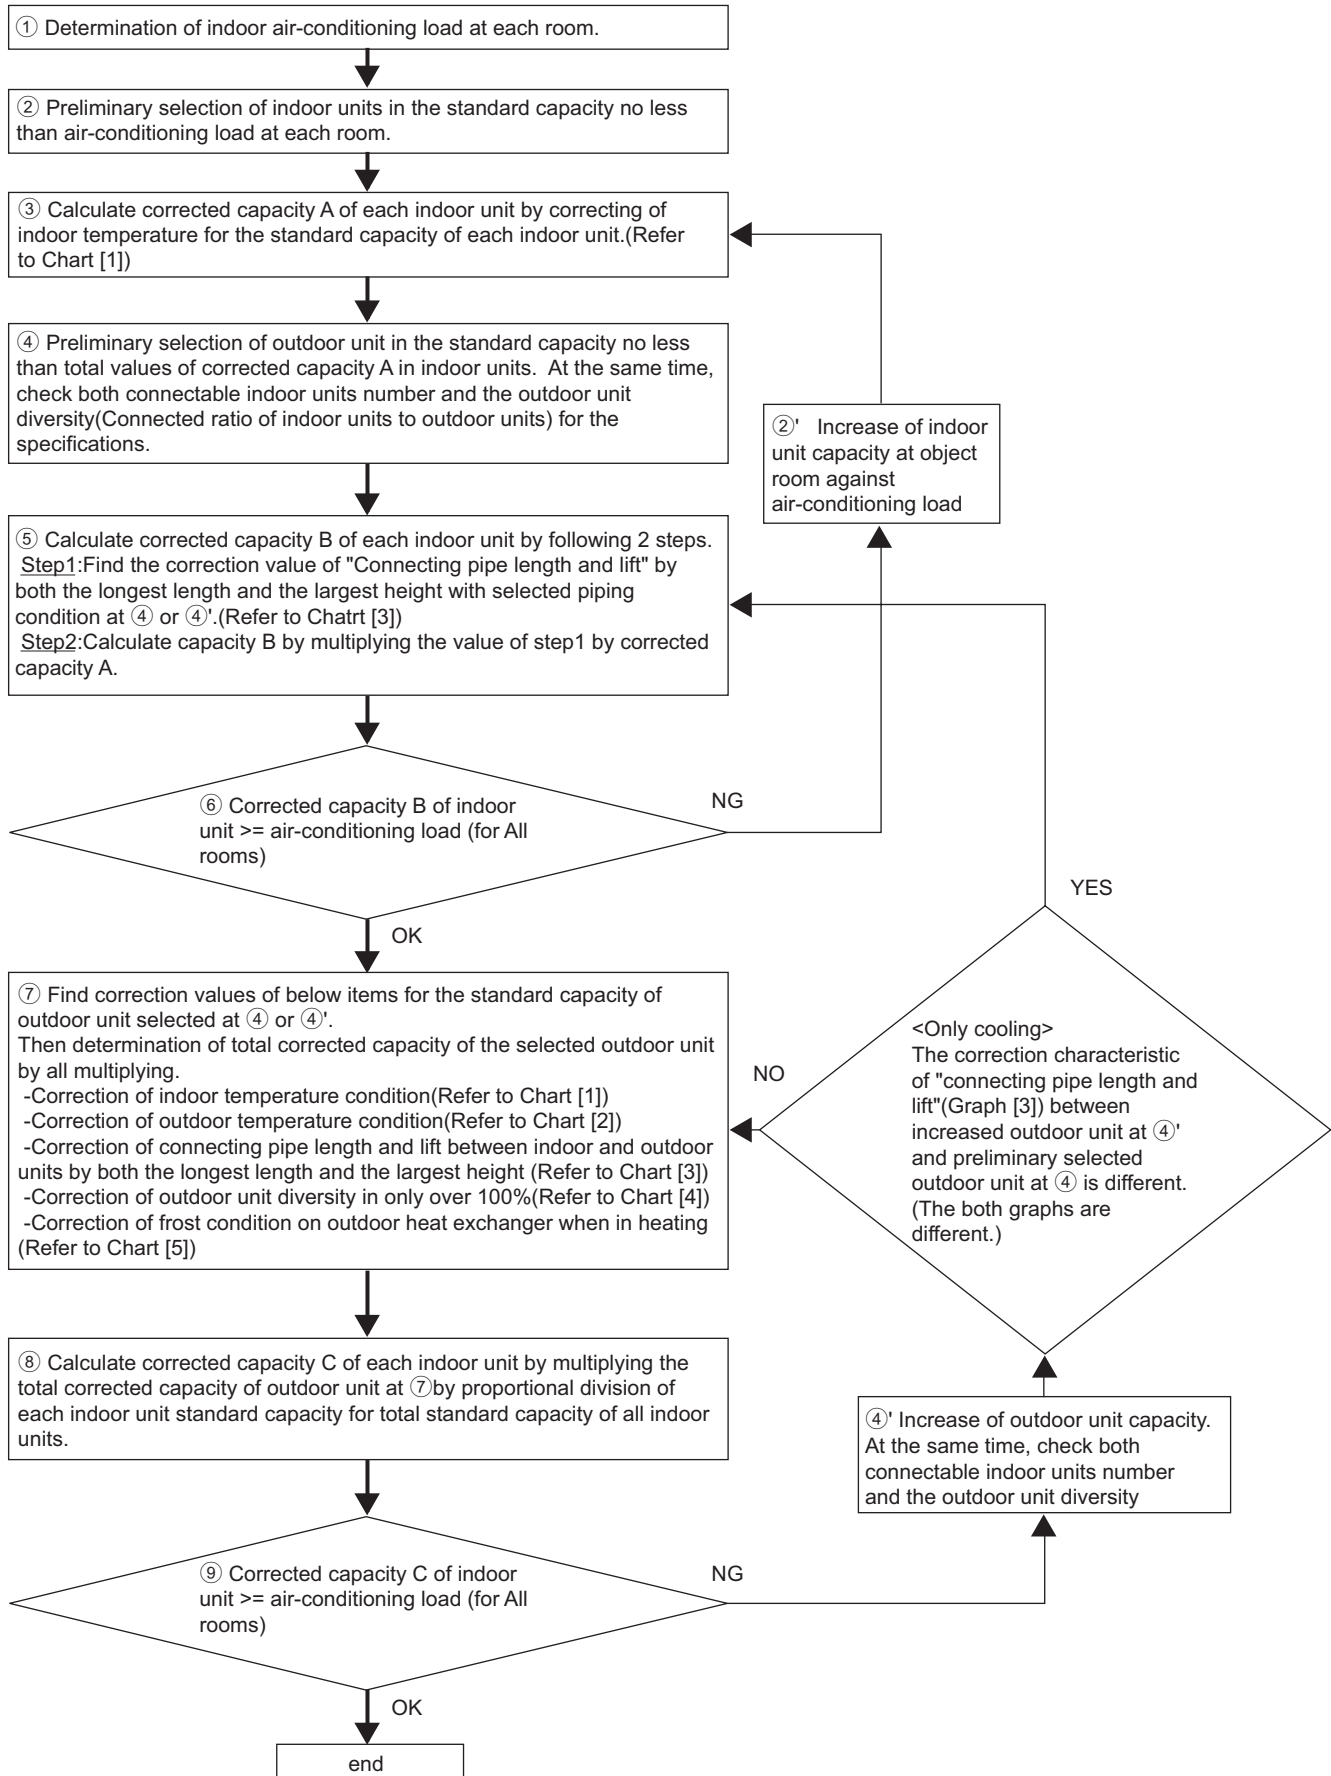 ① Determination of indoor air-conditioning load at each room.
② Preliminary selection of indoor units in the standard capacity no less
than air-conditioning load at each room.
③ Calculate corrected capacity A of each indoor unit by correcting of
indoor temperature for the standard capacity of each indoor unit.(Refer
to Chart [1])
④ Preliminary selection of outdoor unit in the standard capacity no less
than total values of corrected capacity A in indoor units.  At the same time,
check both connectable indoor units number and the outdoor unit
diversity(Connected ratio of indoor units to outdoor units) for the
specifications.
②'  Increase of indoor
unit capacity at object
room against
air-conditioning load
⑤ Calculate corrected capacity B of each indoor unit by following 2 steps.
Step1:Find the correction value of "Connecting pipe length and lift" by
both the longest length and the largest height with selected piping
condition at ④ or ④'.(Refer to Chatrt [3])
Step2:Calculate capacity B by multiplying the value of step1 by corrected
capacity A.
⑥ Corrected capacity B of indoor
unit >= air-conditioning load (for All
rooms)
NG
OK
YES
⑦ Find correction values of below items for the standard capacity of
outdoor unit selected at ④ or ④'.
Then determination of total corrected capacity of the selected outdoor unit
by all multiplying.
-Correction of indoor temperature condition(Refer to Chart [1])
-Correction of outdoor temperature condition(Refer to Chart [2])
-Correction of connecting pipe length and lift between indoor and outdoor
units by both the longest length and the largest height (Refer to Chart [3])
-Correction of outdoor unit diversity in only over 100%(Refer to Chart [4])
-Correction of frost condition on outdoor heat exchanger when in heating
(Refer to Chart [5])
NO
<Only cooling>
The correction characteristic
of "connecting pipe length and
lift"(Graph [3]) between
increased outdoor unit at ④'
and preliminary selected
outdoor unit at ④ is different.
(The both graphs are
different.)
⑧ Calculate corrected capacity C of each indoor unit by multiplying the
total corrected capacity of outdoor unit at ⑦by proportional division of
each indoor unit standard capacity for total standard capacity of all indoor
units.
④' Increase of outdoor unit capacity.
At the same time, check both
connectable indoor units number
and the outdoor unit diversity
⑨ Corrected capacity C of indoor
unit >= air-conditioning load (for All
rooms)
NG
OK
end